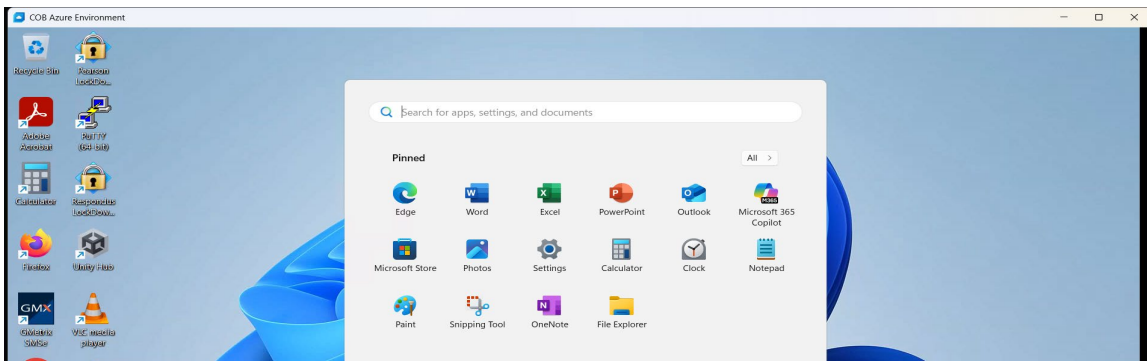 COB Azure Environment
Recycle Bin
Pearson LockDo...
Adobe Acrobat
PuTTY (64-bit)
Calculator
Respondus LockDow...
Firefox
Unity Hub
GMX
GMetrix SMSe
VLC media player
Search for apps, settings, and documents
Pinned
All >
Edge
Word
Excel
PowerPoint
Outlook
M365
Microsoft 365 Copilot
Microsoft Store
Photos
Settings
Calculator
Clock
Notepad
Paint
Snipping Tool
OneNote
File Explorer